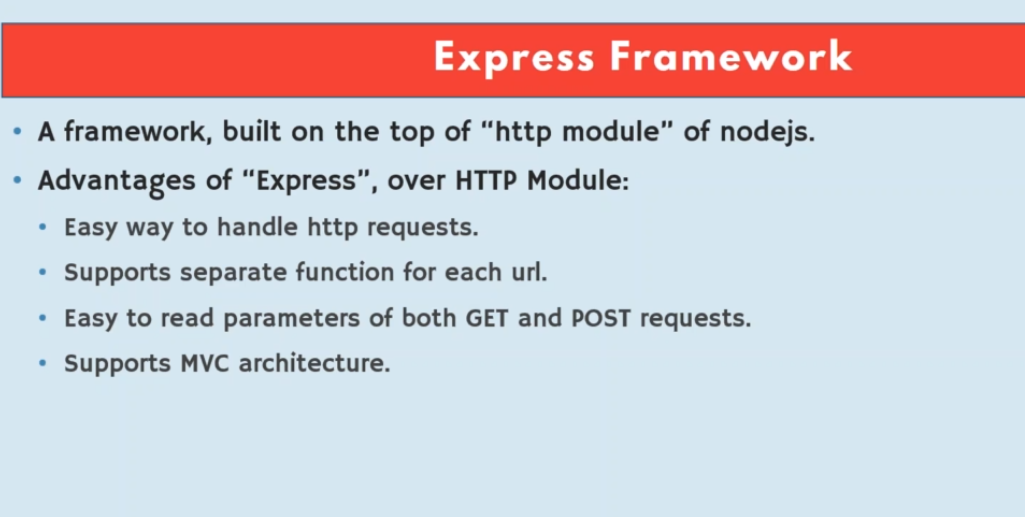 Express Framework
• A framework, built on the top of “http module” of nodejs.
• Advantages of “Express”, over HTTP Module:
• Easy way to handle http requests.
• Supports separate function for each url.
• Easy to read parameters of both GET and POST requests.
• Supports MVC architecture.